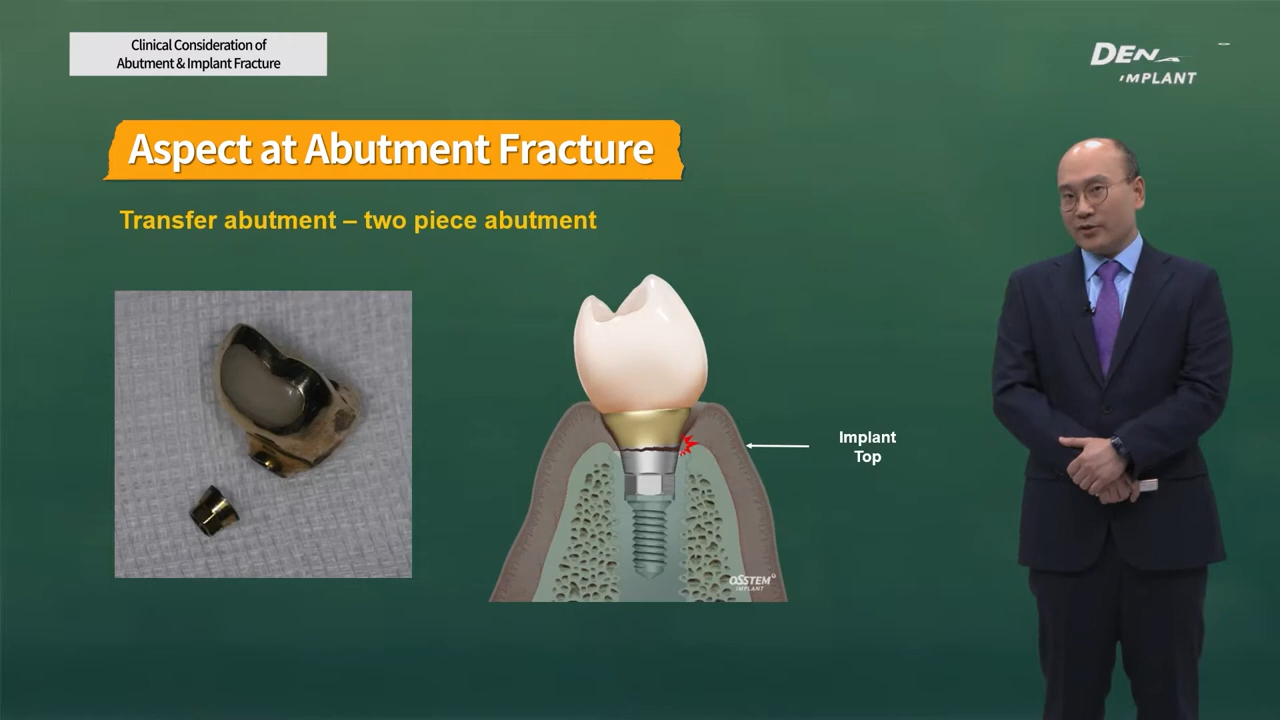 Clinical Consideration of
Abutment & Implant Fracture
DEN
IMPLANT
Aspect at Abutment Fracture
Transfer abutment – two piece abutment
Implant
Top
OSSTEM
IMPLANT